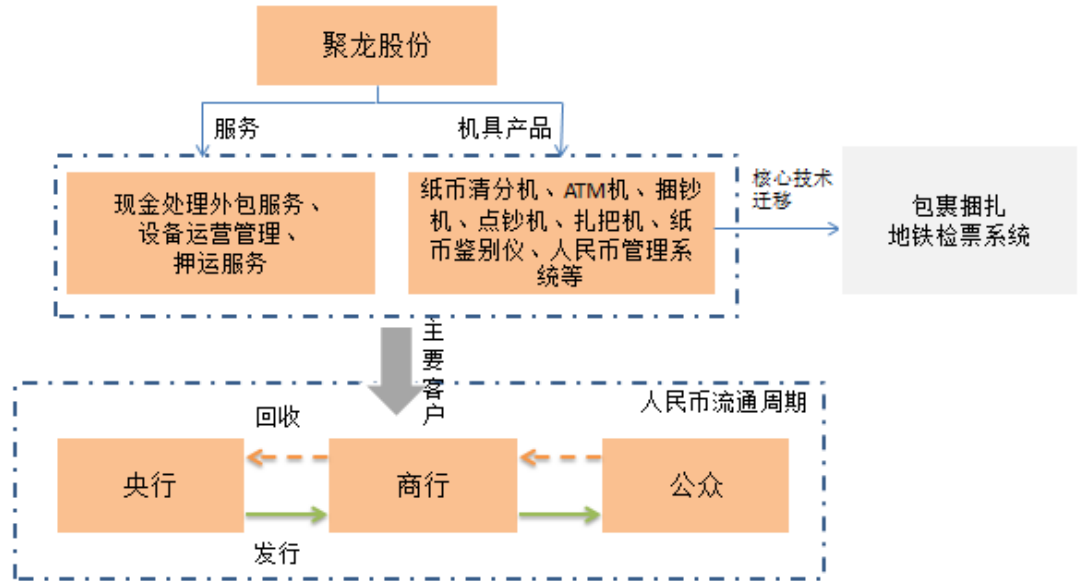 聚龙股份
服务
机具产品
现金处理外包服务、
设备运营管理、
押运服务
纸币清分机、ATM机、捆钞
机、点钞机、扎把机、纸
币鉴别仪、人民币管理系
统等
核心技术
迁移
包裹捆扎
地铁检票系统
主
要
客
户
人民币流通周期
回收
央行
商行
公众
发行